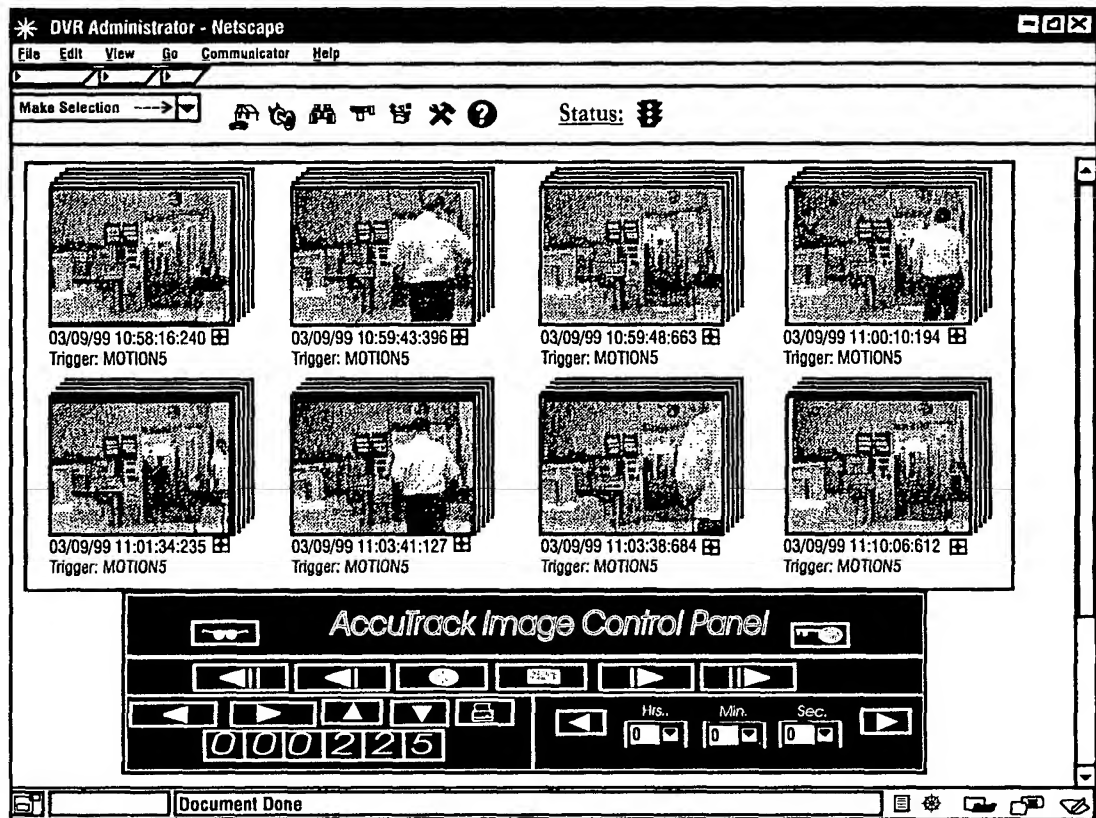 DVR Administrator - Netscape
File Edit View Go Communicator Help
Make Selection ---->
Status:
03/09/99 10:58:16:240 03/09/99 10:59:43:396 03/09/99 10:59:48:663 03/09/99 11:00:10:194
Trigger: MOTION5 Trigger: MOTION5 Trigger: MOTION5 Trigger: MOTION5
03/09/99 11:01:34:235 03/09/99 11:03:41:127 03/09/99 11:03:38:684 03/09/99 11:10:06:612
Trigger: MOTION5 Trigger: MOTION5 Trigger: MOTION5 Trigger: MOTION5
AccuTrack Image Control Panel
Hrs.. Min. Sec.
0 0 0
000225
Document Done